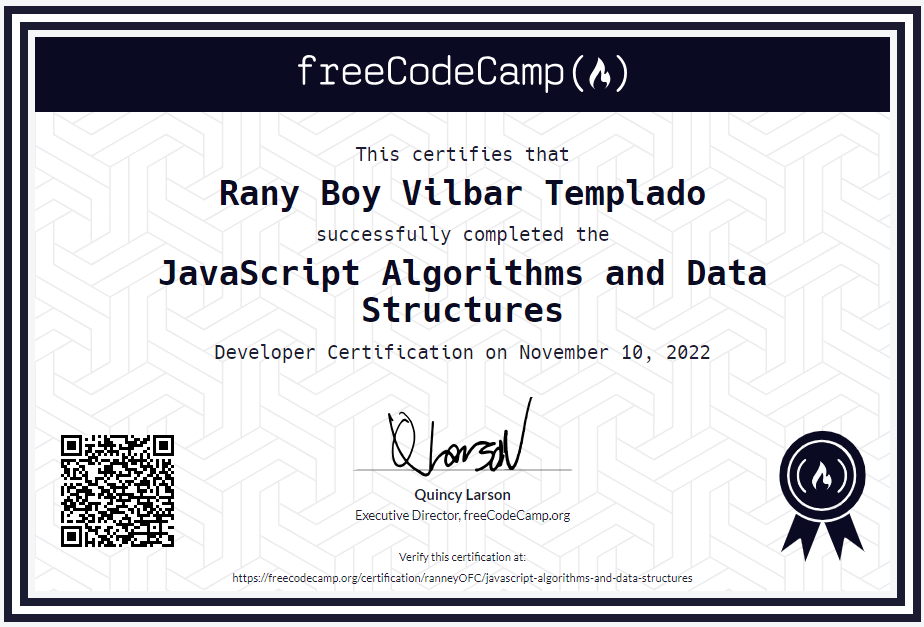 freeCodeCamp
This certifies that
Rany Boy Vilbar Templado
successfully completed the
JavaScript Algorithms and Data
Structures
Developer Certification on November 10, 2022
QLarson
Quincy Larson
Executive Director, freeCodeCamp.org
Verify this certification at:
https://freecodecamp.org/certification/ranneyOFC/javascript-algorithms-and-data-structures